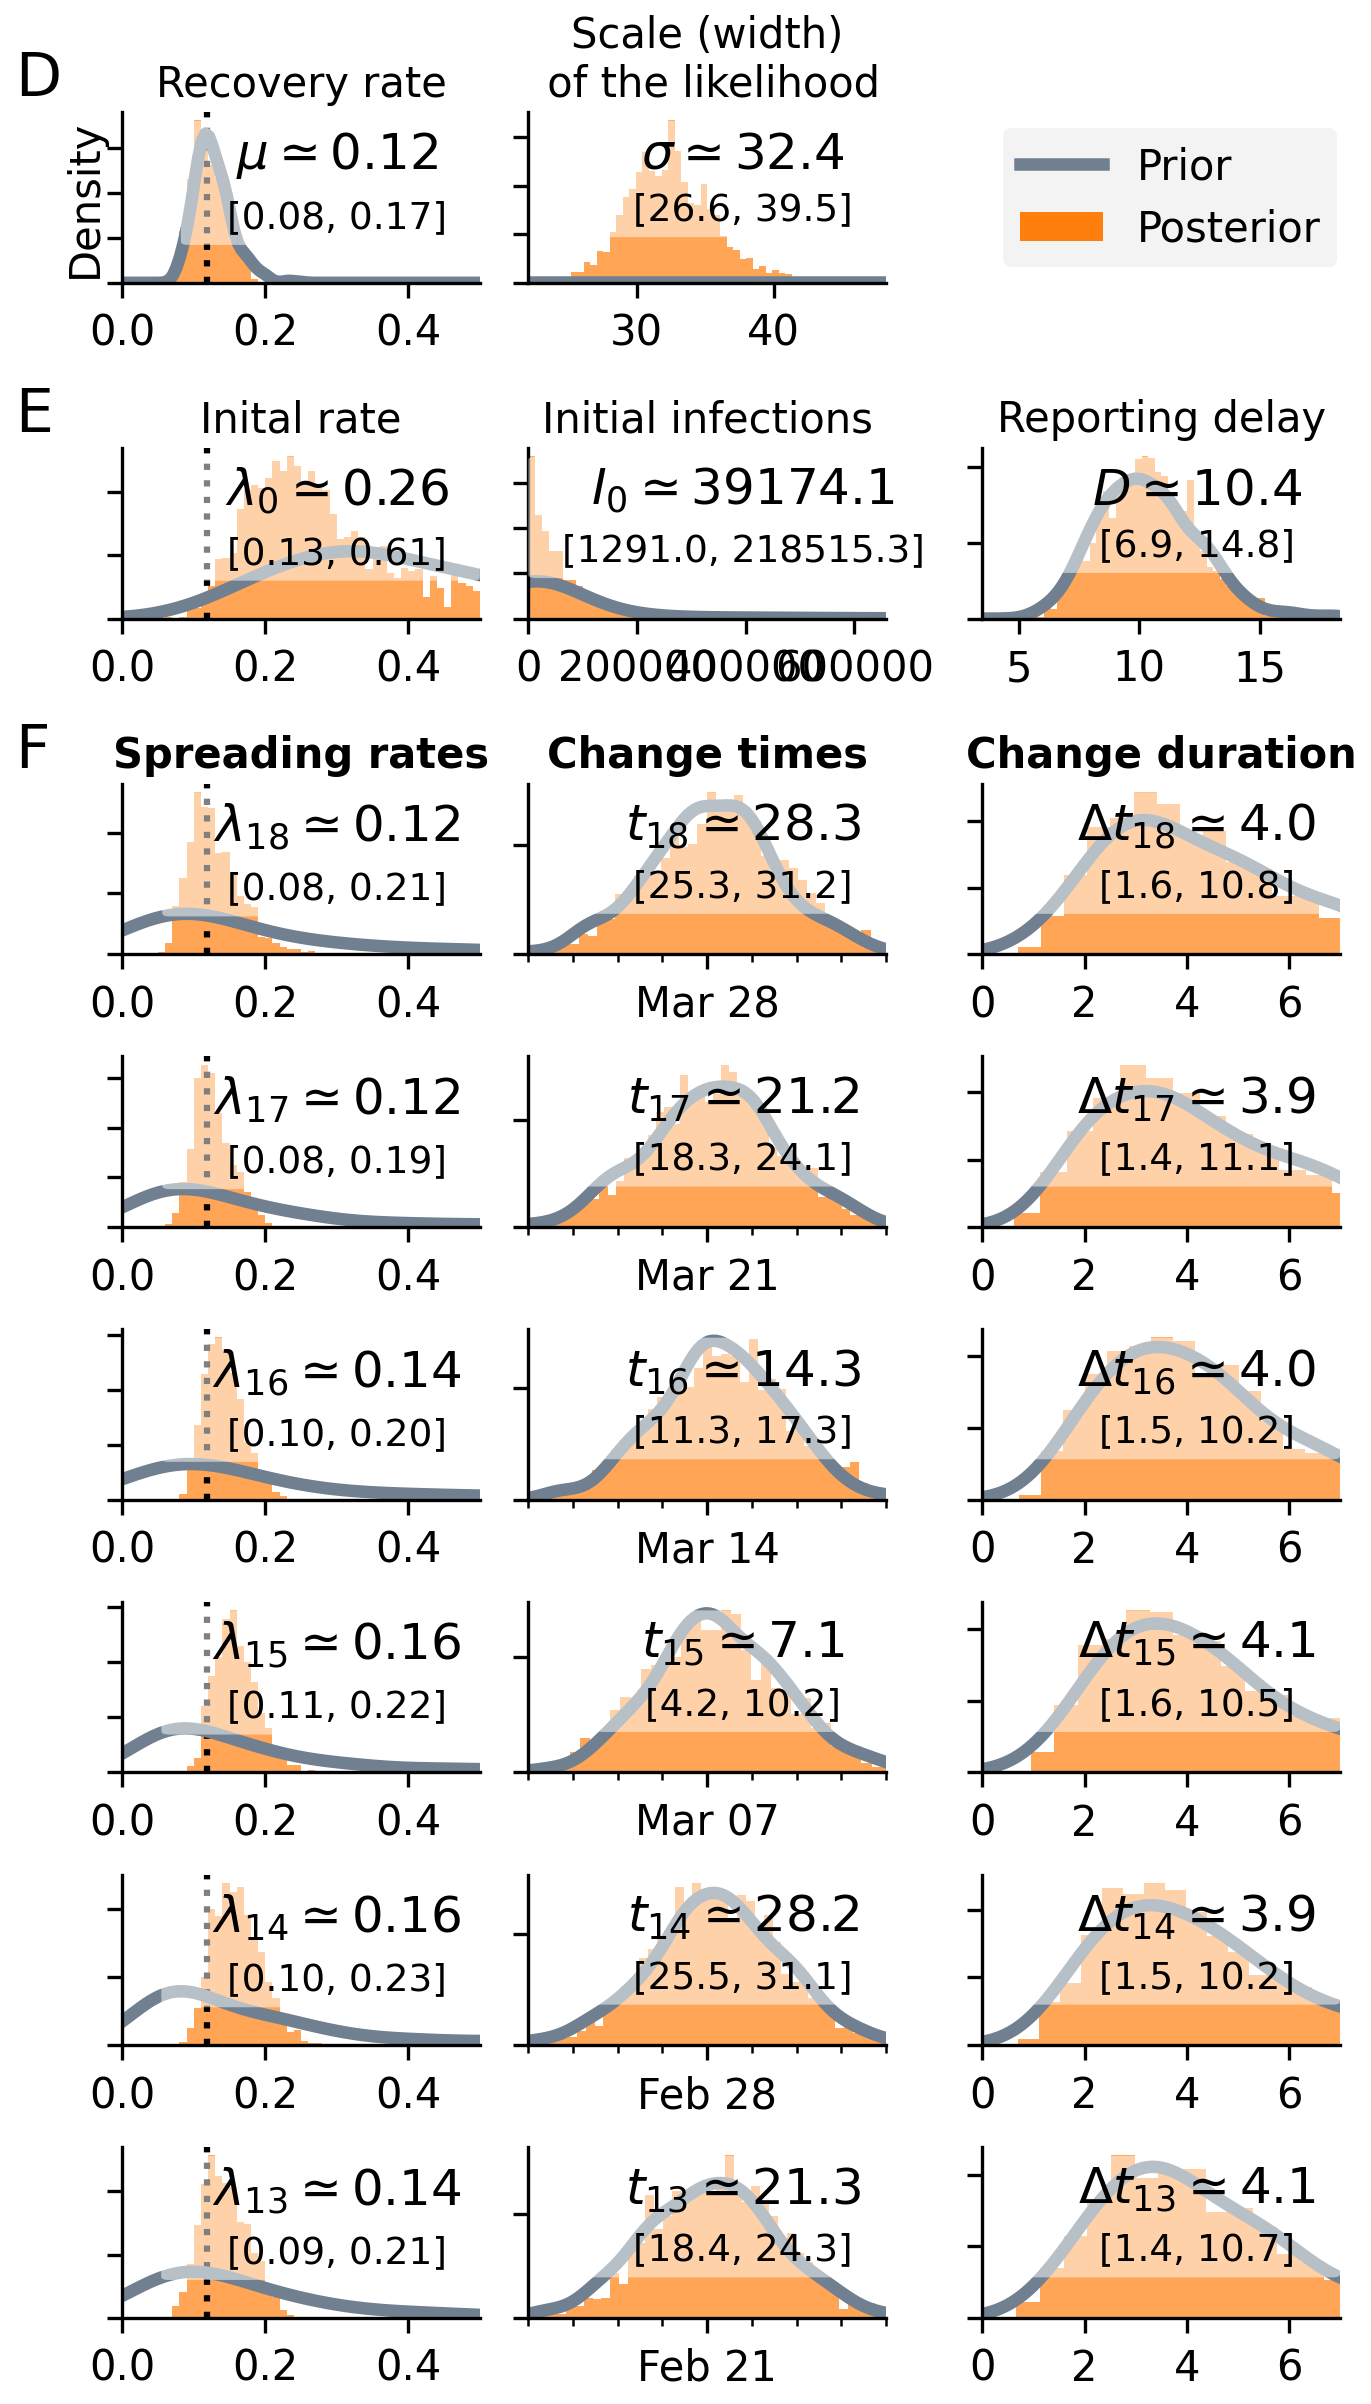 D
Recovery rate
Scale (width)
of the likelihood
Density
μ ≃ 0.12
[0.08, 0.17]
0.0 0.2 0.4
σ ≃ 32.4
[26.6, 39.5]
30 40
Prior
Posterior
E
Inital rate
λ0 ≃ 0.26
[0.13, 0.61]
0.0 0.2 0.4
Initial infections
I0 ≃ 39174.1
[1291.0, 218515.3]
0 200000 400000 600000
Reporting delay
D ≃ 10.4
[6.9, 14.8]
5 10 15
F
Spreading rates
Change times
Change duration
λ18 ≃ 0.12
[0.08, 0.21]
0.0 0.2 0.4
t18 ≃ 28.3
[25.3, 31.2]
Mar 28
Δt18 ≃ 4.0
[1.6, 10.8]
0 2 4 6
λ17 ≃ 0.12
[0.08, 0.19]
0.0 0.2 0.4
t17 ≃ 21.2
[18.3, 24.1]
Mar 21
Δt17 ≃ 3.9
[1.4, 11.1]
0 2 4 6
λ16 ≃ 0.14
[0.10, 0.20]
0.0 0.2 0.4
t16 ≃ 14.3
[11.3, 17.3]
Mar 14
Δt16 ≃ 4.0
[1.5, 10.2]
0 2 4 6
λ15 ≃ 0.16
[0.11, 0.22]
0.0 0.2 0.4
t15 ≃ 7.1
[4.2, 10.2]
Mar 07
Δt15 ≃ 4.1
[1.6, 10.5]
0 2 4 6
λ14 ≃ 0.16
[0.10, 0.23]
0.0 0.2 0.4
t14 ≃ 28.2
[25.5, 31.1]
Feb 28
Δt14 ≃ 3.9
[1.5, 10.2]
0 2 4 6
λ13 ≃ 0.14
[0.09, 0.21]
0.0 0.2 0.4
t13 ≃ 21.3
[18.4, 24.3]
Feb 21
Δt13 ≃ 4.1
[1.4, 10.7]
0 2 4 6